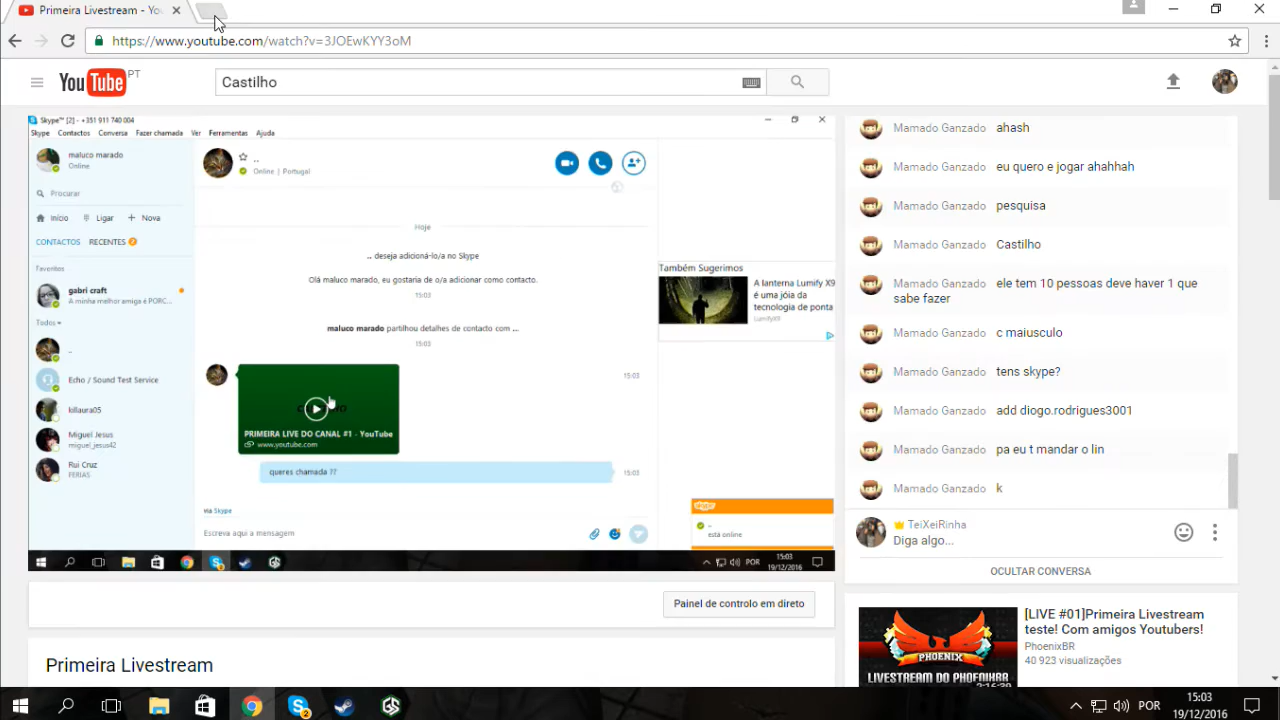 Primeira Livestream - Yo
https://www.youtube.com/watch?v=3JOEwKYY3oM
YouTube PT
Castilho
Skype™ [2] - +351 911 740 004
Skype Contactos Conversa Fazer chamada Ver Ferramentas Ajuda
maluco marado
Online
..
Online | Portugal
Procurar
Início Ligar Nova
CONTACTOS RECENTES 2
Favoritos
gabri craft
A minha melhor amiga é PORC...
Todos
..
Echo / Sound Test Service
killaura05
Miguel Jesus
miguel_jesus42
Rui Cruz
FERIAS
Hoje
.. deseja adicioná-lo/a no Skype
Olá maluco marado, eu gostaria de o/a adicionar como contacto.
15:03
maluco marado partilhou detalhes de contacto com ...
15:03
15:03
PRIMEIRA LIVE DO CANAL #1 - YouTube
www.youtube.com
queres chamada ??
15:03
via Skype
Escreva aqui a mensagem
Também Sugerimos
A lanterna Lumify X9
é uma jóia da
tecnologia de ponta
LumifyX9
skype
..
está online
POR
15:03
19/12/2016
Mamado Ganzado ahash
Mamado Ganzado eu quero e jogar ahahhah
Mamado Ganzado pesquisa
Mamado Ganzado Castilho
Mamado Ganzado ele tem 10 pessoas deve haver 1 que
sabe fazer
Mamado Ganzado c maiusculo
Mamado Ganzado tens skype?
Mamado Ganzado add diogo.rodrigues3001
Mamado Ganzado pa eu t mandar o lin
Mamado Ganzado k
TeiXeiRinha
Diga algo...
OCULTAR CONVERSA
Painel de controlo em direto
Primeira Livestream
[LIVE #01]Primeira Livestream
teste! Com amigos Youtubers!
PhoenixBR
40 923 visualizações
PHOENIX
LIVESTREAM DO PHOFOIHBR
2:16:39
2
POR
15:03
19/12/2016